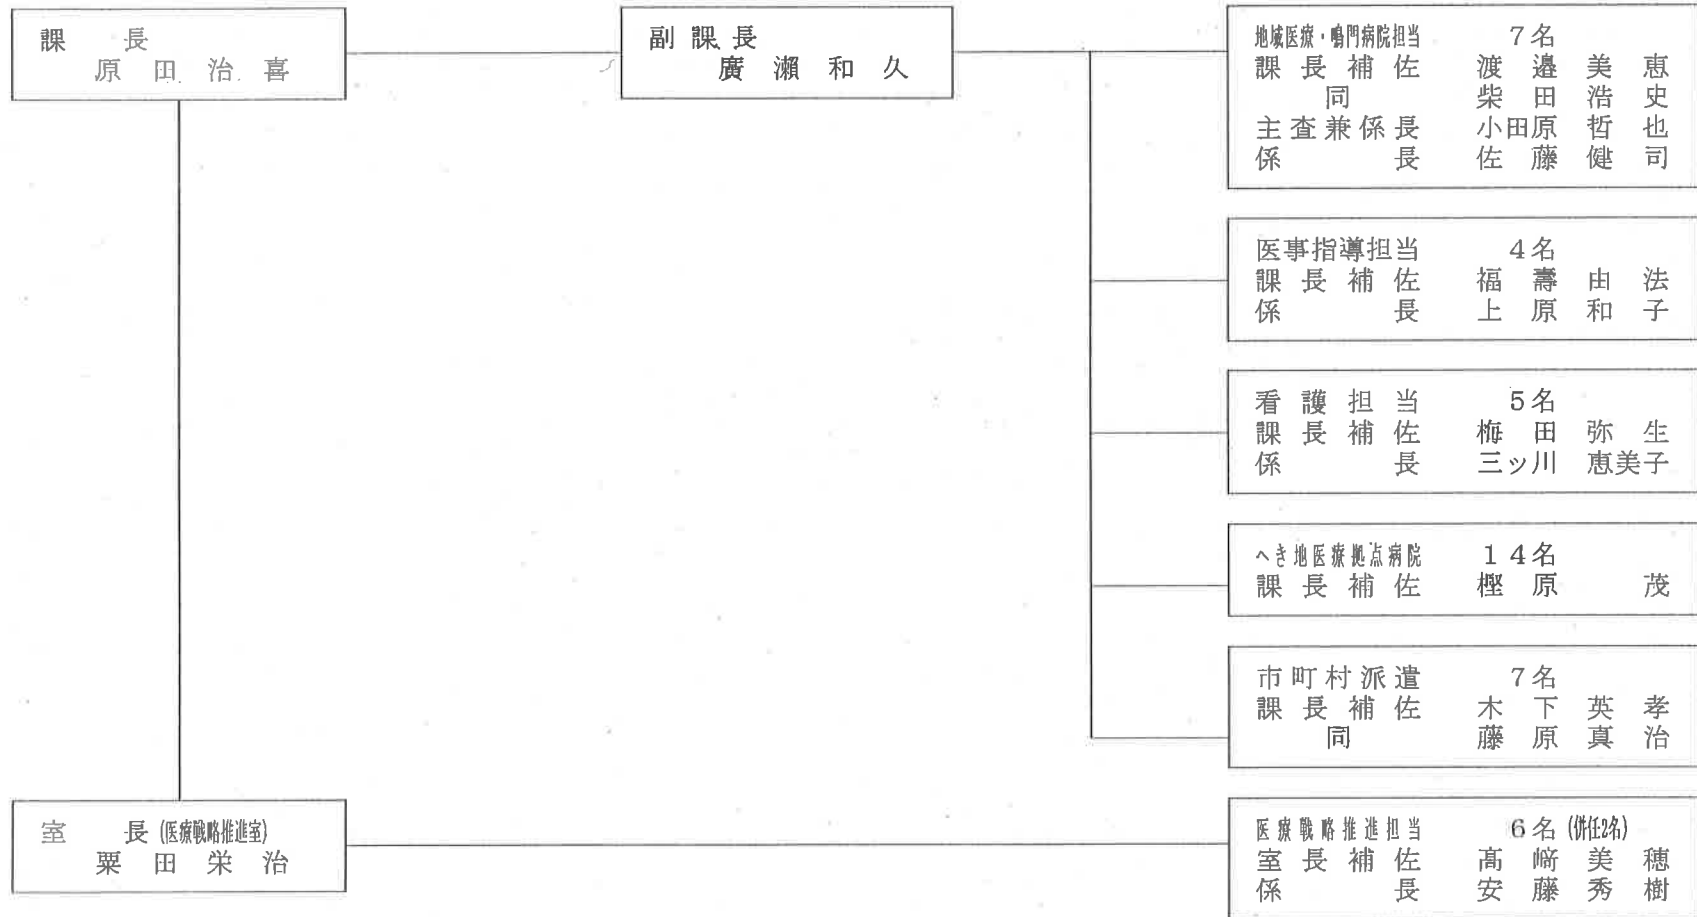 課長
原田治喜
副課長
廣瀬和久
地域医療・鳴門病院担当 7名
課長補佐 渡邉美恵
同 柴田浩史
主査兼係長 小田原哲也
係長 佐藤健司
医事指導担当 4名
課長補佐 福壽由法
係長 上原和子
看護担当 5名
課長補佐 梅田弥生
係長 三ッ川恵美子
へき地医療拠点病院 14名
課長補佐 樫原茂
市町村派遣 7名
課長補佐 木下英孝
同 藤原真治
室長(医療戦略推進室)
粟田栄治
医療戦略推進担当 6名(併任2名)
室長補佐 髙﨑美穂
係長 安藤秀樹